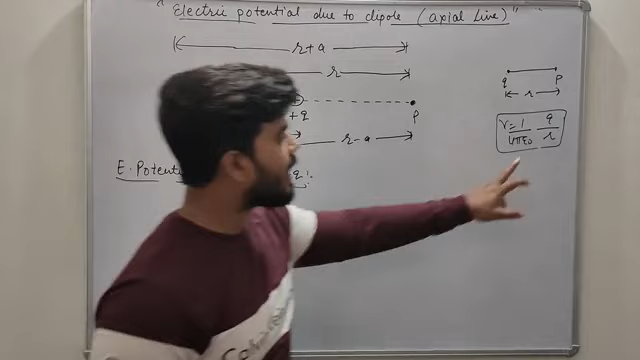 "Electric potential due to dipole (axial line)"
r+a
r
+
+q
P
r-a
E. Potent
q:
q P
r
V = 1/4πε₀ q/r